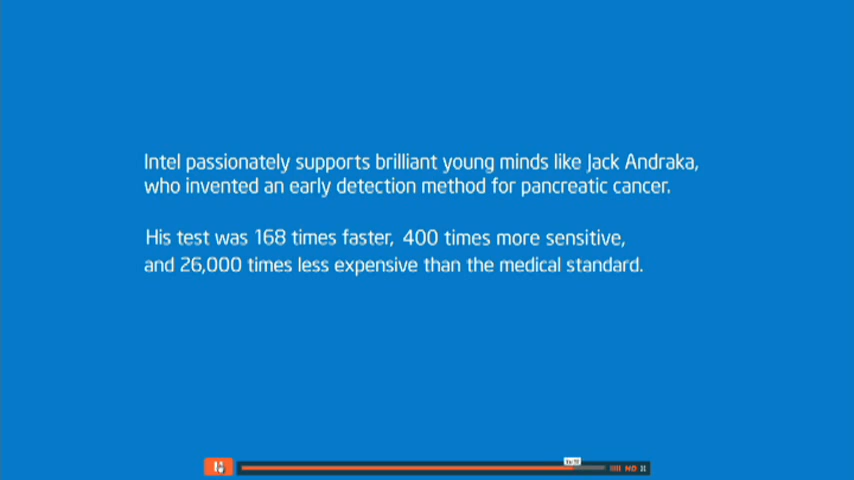 Intel passionately supports brilliant young minds like Jack Andraka,
who invented an early detection method for pancreatic cancer.
His test was 168 times faster, 400 times more sensitive,
and 26,000 times less expensive than the medical standard.
HD